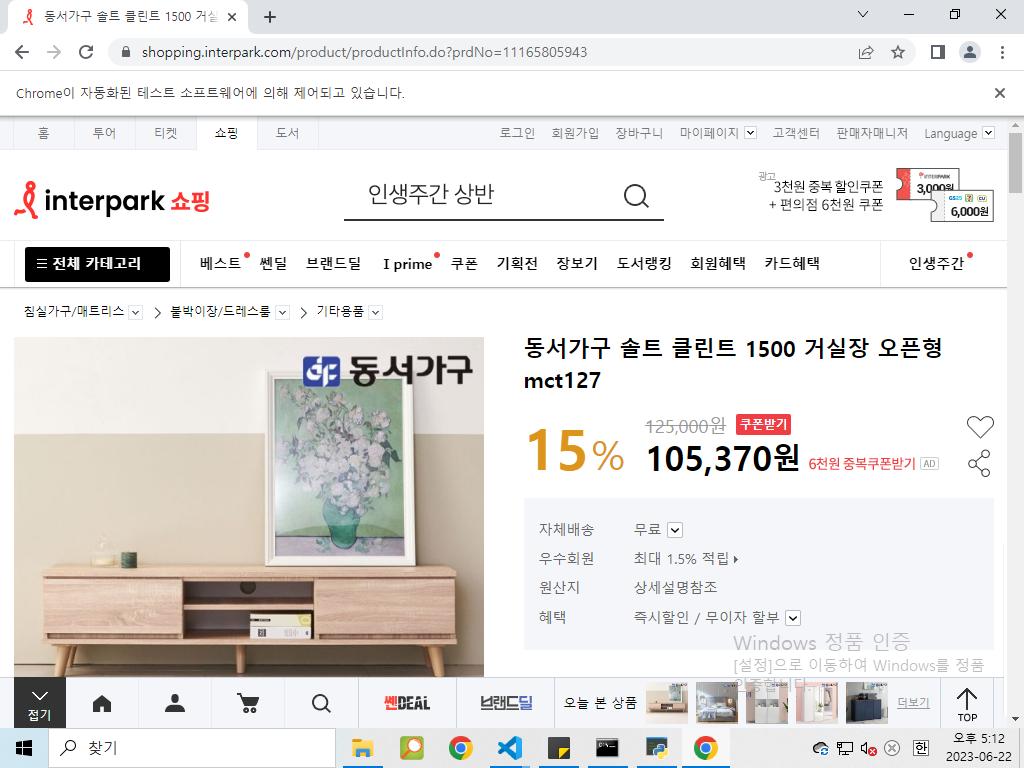 동서가구 솔트 클린트 1500 거실
shopping.interpark.com/product/productInfo.do?prdNo=11165805943
Chrome이 자동화된 테스트 소프트웨어에 의해 제어되고 있습니다.
홈 투어 티켓 쇼핑 도서 로그인 회원가입 장바구니 마이페이지 고객센터 판매자매니저 Language
interpark 쇼핑
인생주간 상반
광고
3천원 중복 할인쿠폰
+ 편의점 6천원 쿠폰
INTERPARK
3,000원
GS25 CU
6,000원
전체 카테고리 베스트 쎈딜 브랜드딜 I prime 쿠폰 기획전 장보기 도서랭킹 회원혜택 카드혜택 인생주간
침실가구/매트리스 붙박이장/드레스룸 기타용품
동서가구
동서가구 솔트 클린트 1500 거실장 오픈형
mct127
15%
125,000원 쿠폰받기
105,370원 6천원 중복쿠폰받기 AD
자체배송 무료
우수회원 최대 1.5% 적립
원산지 상세설명참조
혜택 즉시할인 / 무이자 할부
Windows 정품 인증
[설정]으로 이동하여 Windows를 정품
인증합니다.
접기
쎈DEAL
브랜드딜
오늘 본 상품
더보기
TOP
찾기
한
오후 5:12
2023-06-22